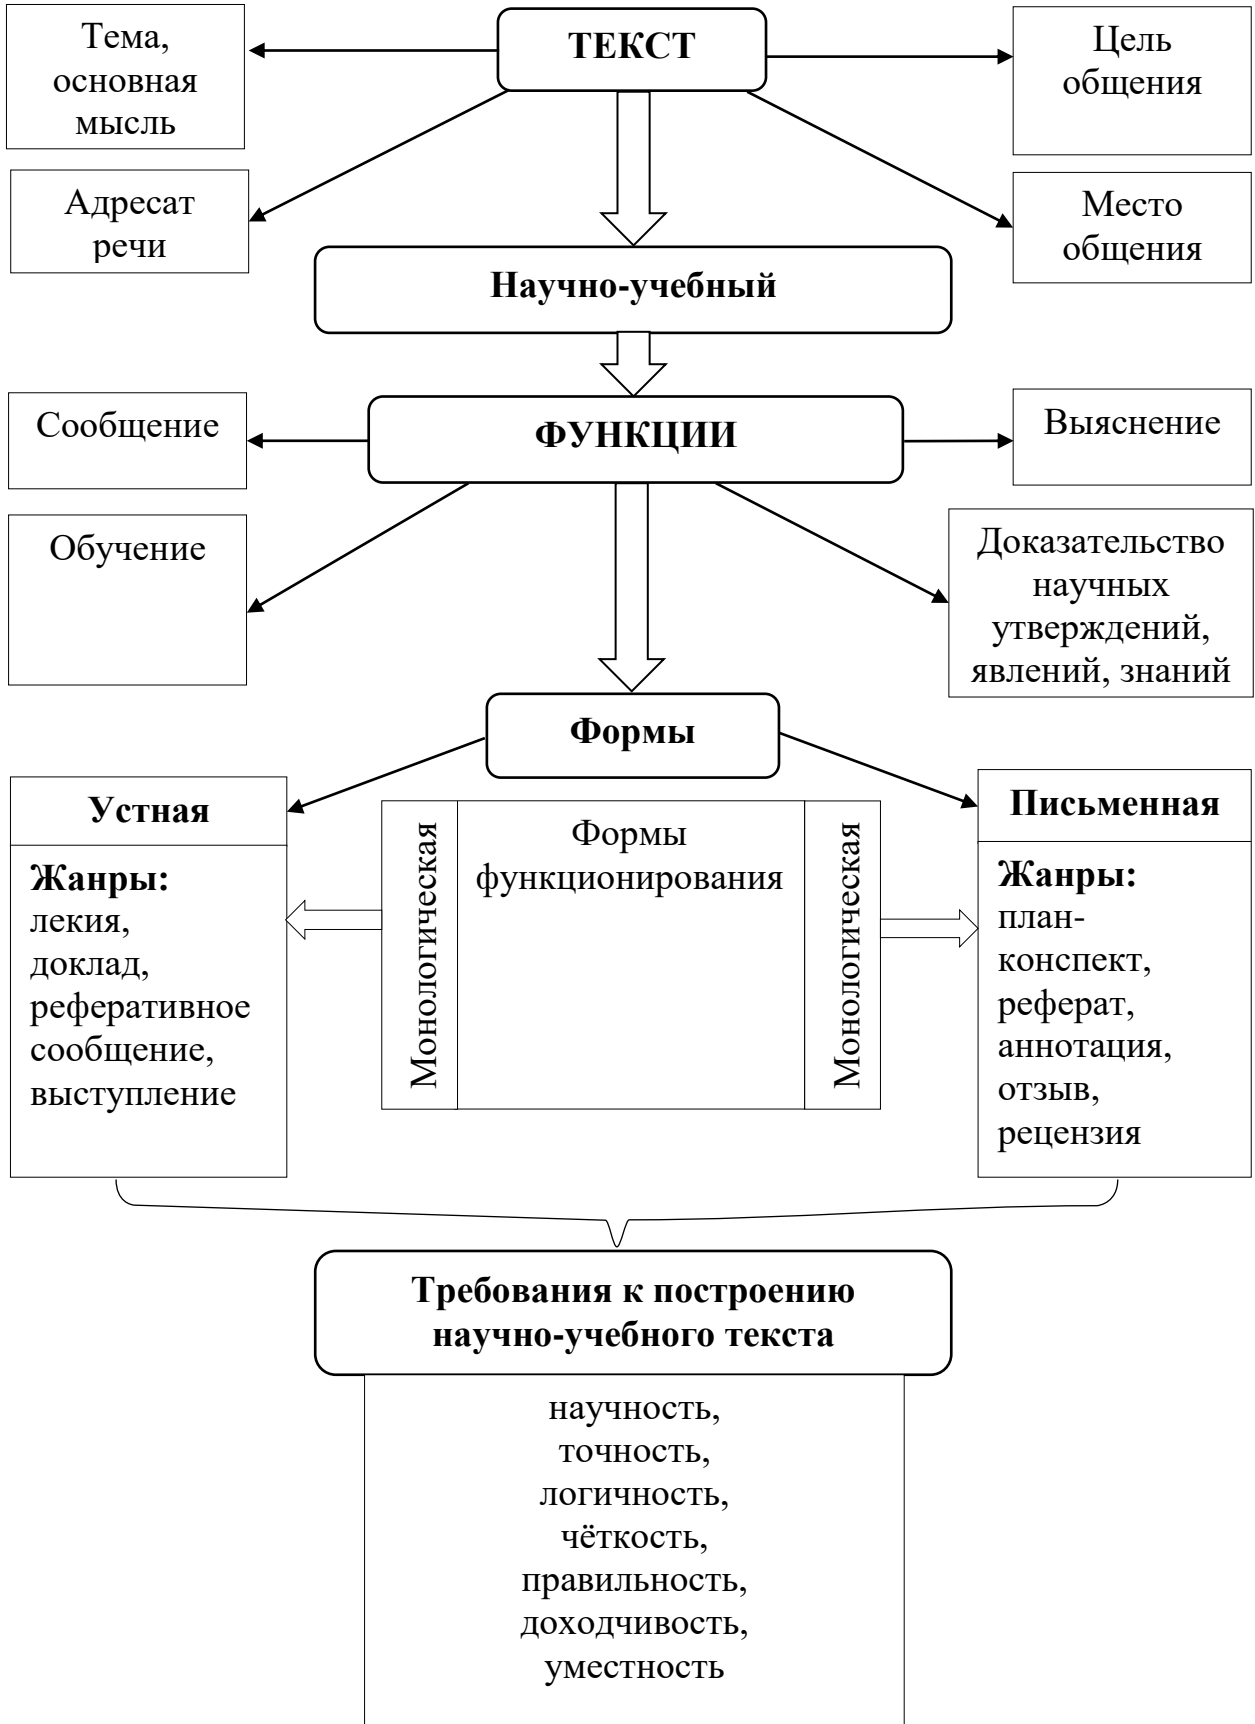 Тема,
основная
мысль
ТЕКСТ
Цель
общения
Адресат
речи
Место
общения
Научно-учебный
Сообщение
ФУНКЦИИ
Выяснение
Обучение
Доказательство
научных
утверждений,
явлений, знаний
Формы
Устная
Жанры:
лекия,
доклад,
реферативное
сообщение,
выступление
Монологическая
Формы
функционирования
Монологическая
Письменная
Жанры:
план-
конспект,
реферат,
аннотация,
отзыв,
рецензия
Требования к построению
научно-учебного текста
научность,
точность,
логичность,
чёткость,
правильность,
доходчивость,
уместность